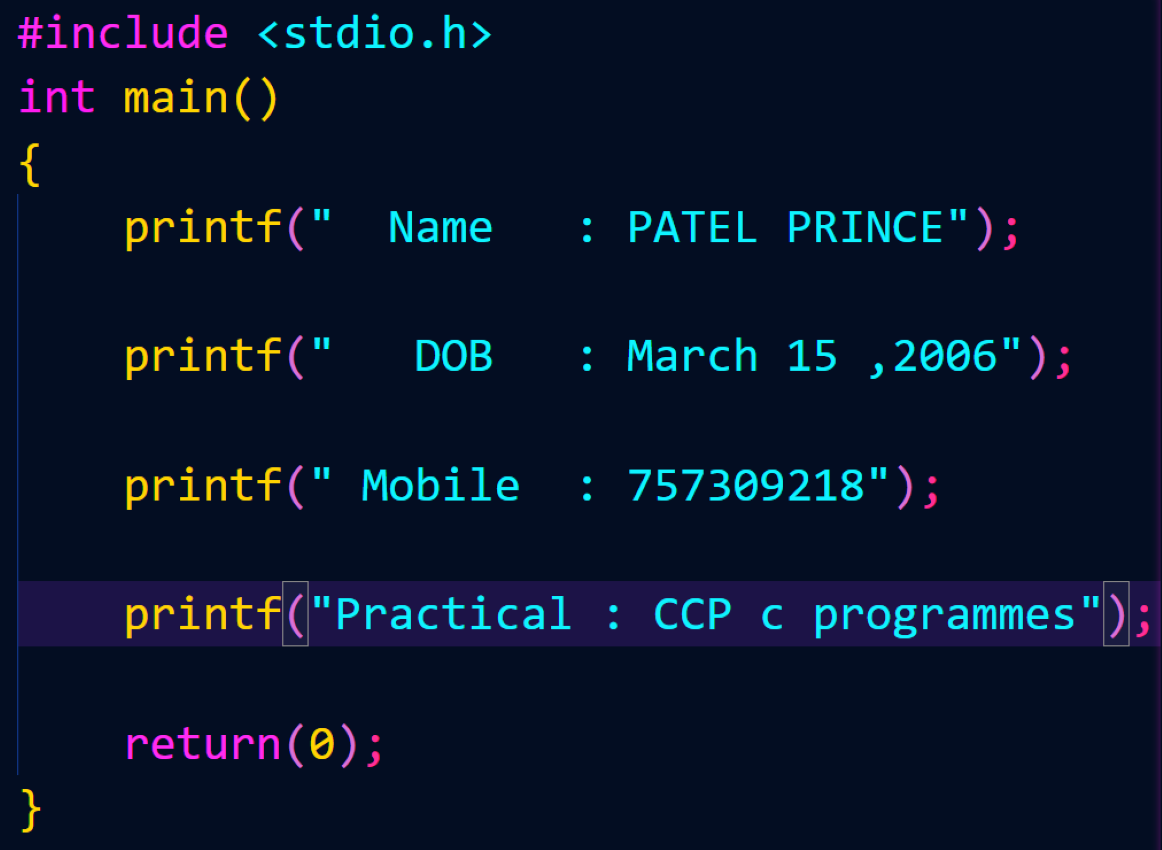 #include <stdio.h>
int main()
{
    printf("  Name   : PATEL PRINCE");
    printf("   DOB   : March 15 ,2006");
    printf(" Mobile  : 757309218");
    printf("Practical : CCP c programmes");
    return(0);
}